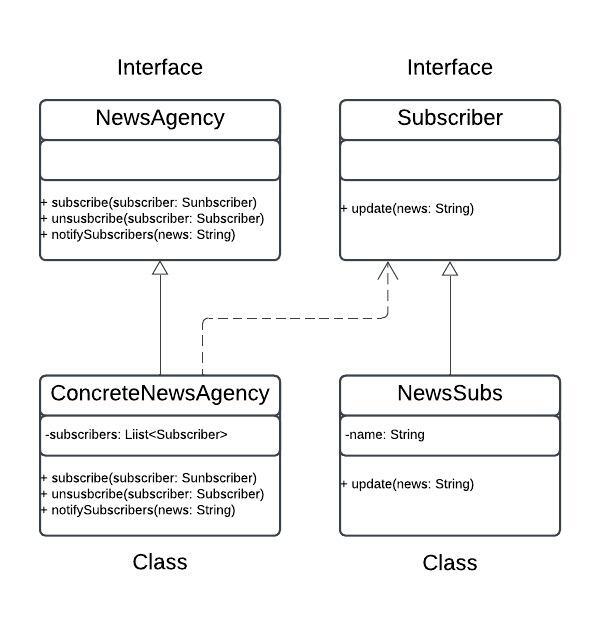 Interface
NewsAgency
+ subscribe(subscriber: Sunbscriber)
+ unsusbcribe(subscriber: Subscriber)
+ notifySubscribers(news: String)
Interface
Subscriber
+ update(news: String)
ConcreteNewsAgency
-subscribers: Liist<Subscriber>
+ subscribe(subscriber: Sunbscriber)
+ unsusbcribe(subscriber: Subscriber)
+ notifySubscribers(news: String)
Class
NewsSubs
-name: String
+ update(news: String)
Class